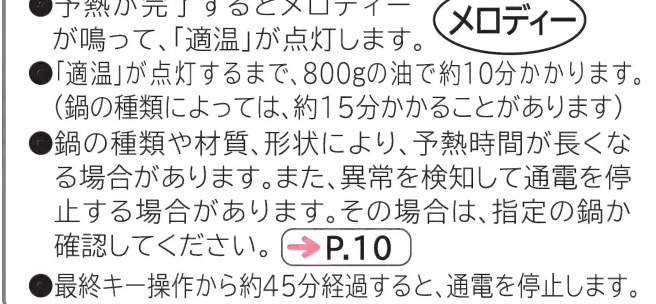 ●予熱が完了するとメロディー
が鳴って、「適温」が点灯します。
メロディー
●「適温」が点灯するまで、800gの油で約10分かかります。
（鍋の種類によっては、約15分かかることがあります）
●鍋の種類や材質、形状により、予熱時間が長くな
る場合があります。また、異常を検知して通電を停
止する場合があります。その場合は、指定の鍋か
確認してください。 ➔P.10
●最終キー操作から約45分経過すると、通電を停止します。